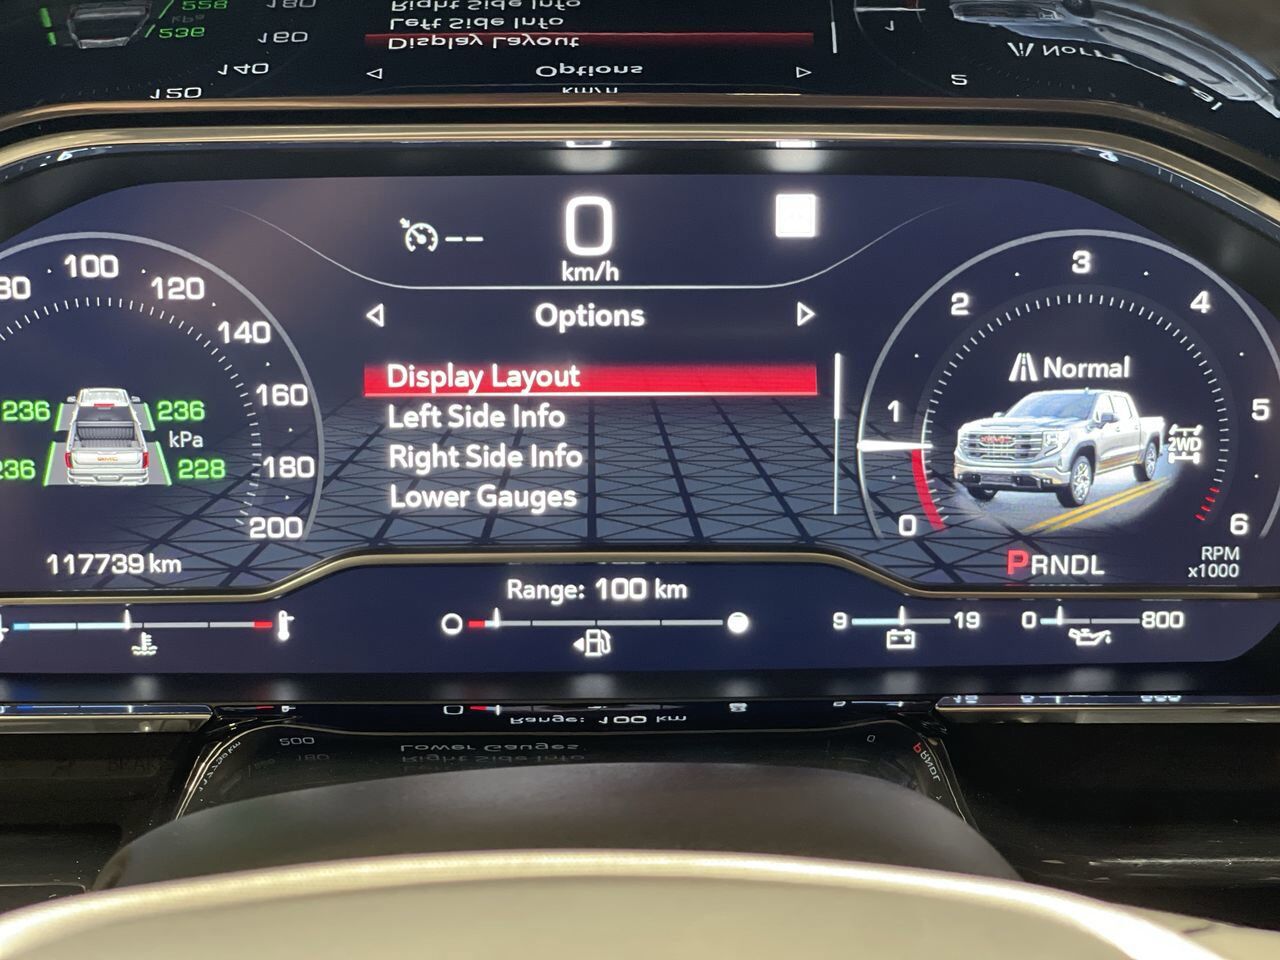 0
km/h
Options
Display Layout
Left Side Info
Right Side Info
Lower Gauges
80 100 120 140 160 180 200
236 236
kPa
236 228
117739 km
0 1 2 3 4 5 6
Normal
GMC
2WD
PRNDL
RPM
x1000
Range: 100 km
9 19
0 800